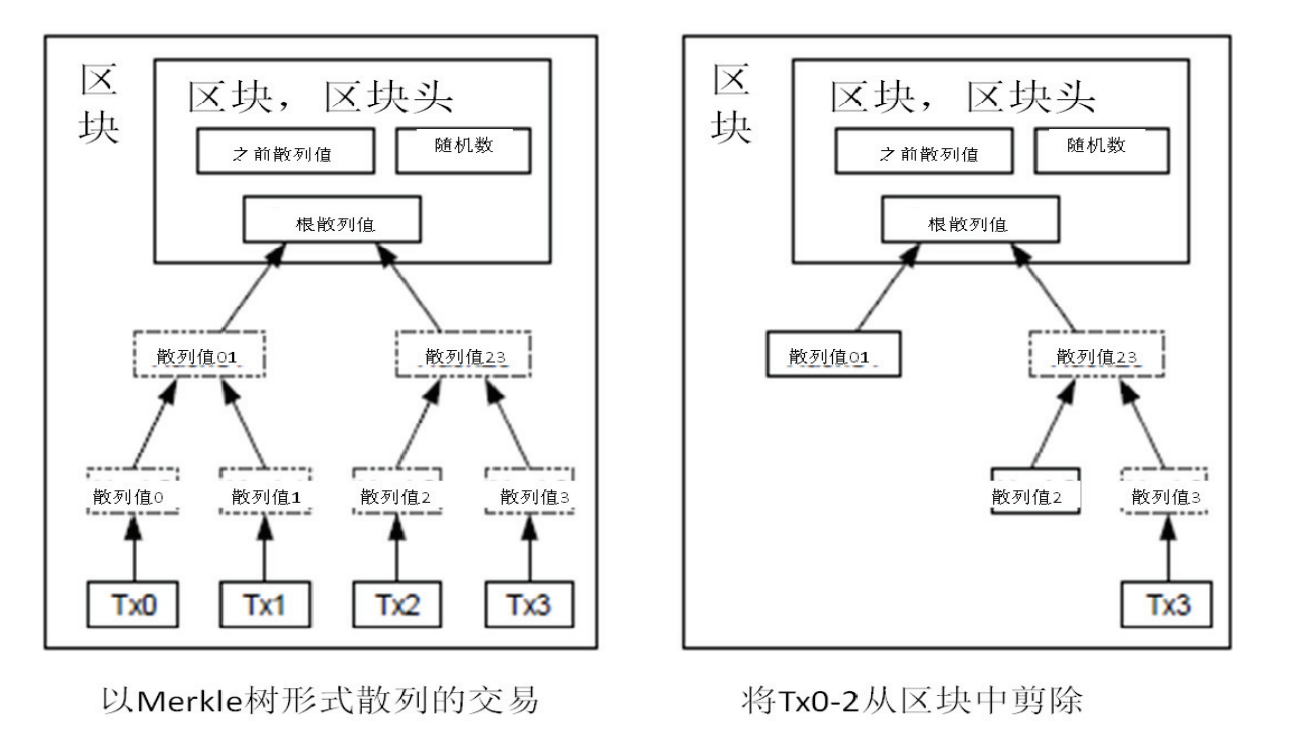 区块
区块，区块头
之前散列值
随机数
根散列值
散列值01
散列值23
散列值0
散列值1
散列值2
散列值3
Tx0
Tx1
Tx2
Tx3
以Merkle树形式散列的交易
区块
区块，区块头
之前散列值
随机数
根散列值
散列值01
散列值23
散列值2
散列值3
Tx3
将Tx0-2从区块中剪除